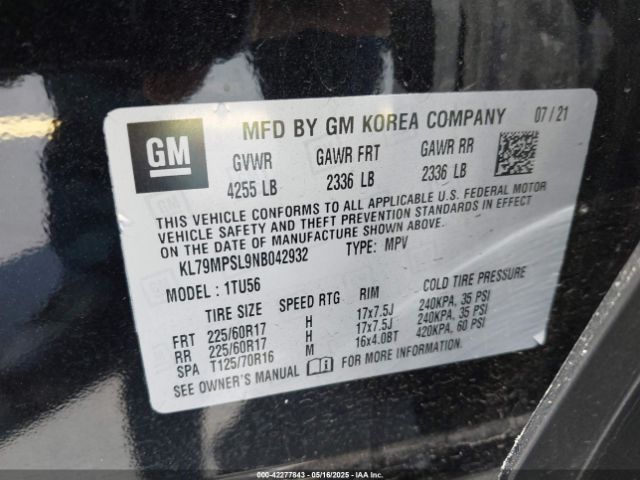 GM
MFD BY GM KOREA COMPANY 07/21
GVWR GAWR FRT GAWR RR
4255 LB 2336 LB 2336 LB
THIS VEHICLE CONFORMS TO ALL APPLICABLE U.S. FEDERAL MOTOR
VEHICLE SAFETY AND THEFT PREVENTION STANDARDS IN EFFECT
ON THE DATE OF MANUFACTURE SHOWN ABOVE.
KL79MPSL9NB042932 TYPE: MPV
MODEL: 1TU56
TIRE SIZE SPEED RTG RIM COLD TIRE PRESSURE
FRT 225/60R17 H 17x7.5J 240KPA, 35 PSI
RR 225/60R17 H 17x7.5J 240KPA, 35 PSI
SPA T125/70R16 M 16x4.0BT 420KPA, 60 PSI
SEE OWNER'S MANUAL FOR MORE INFORMATION.
000-42277843 05/16/2025 IAA Inc.